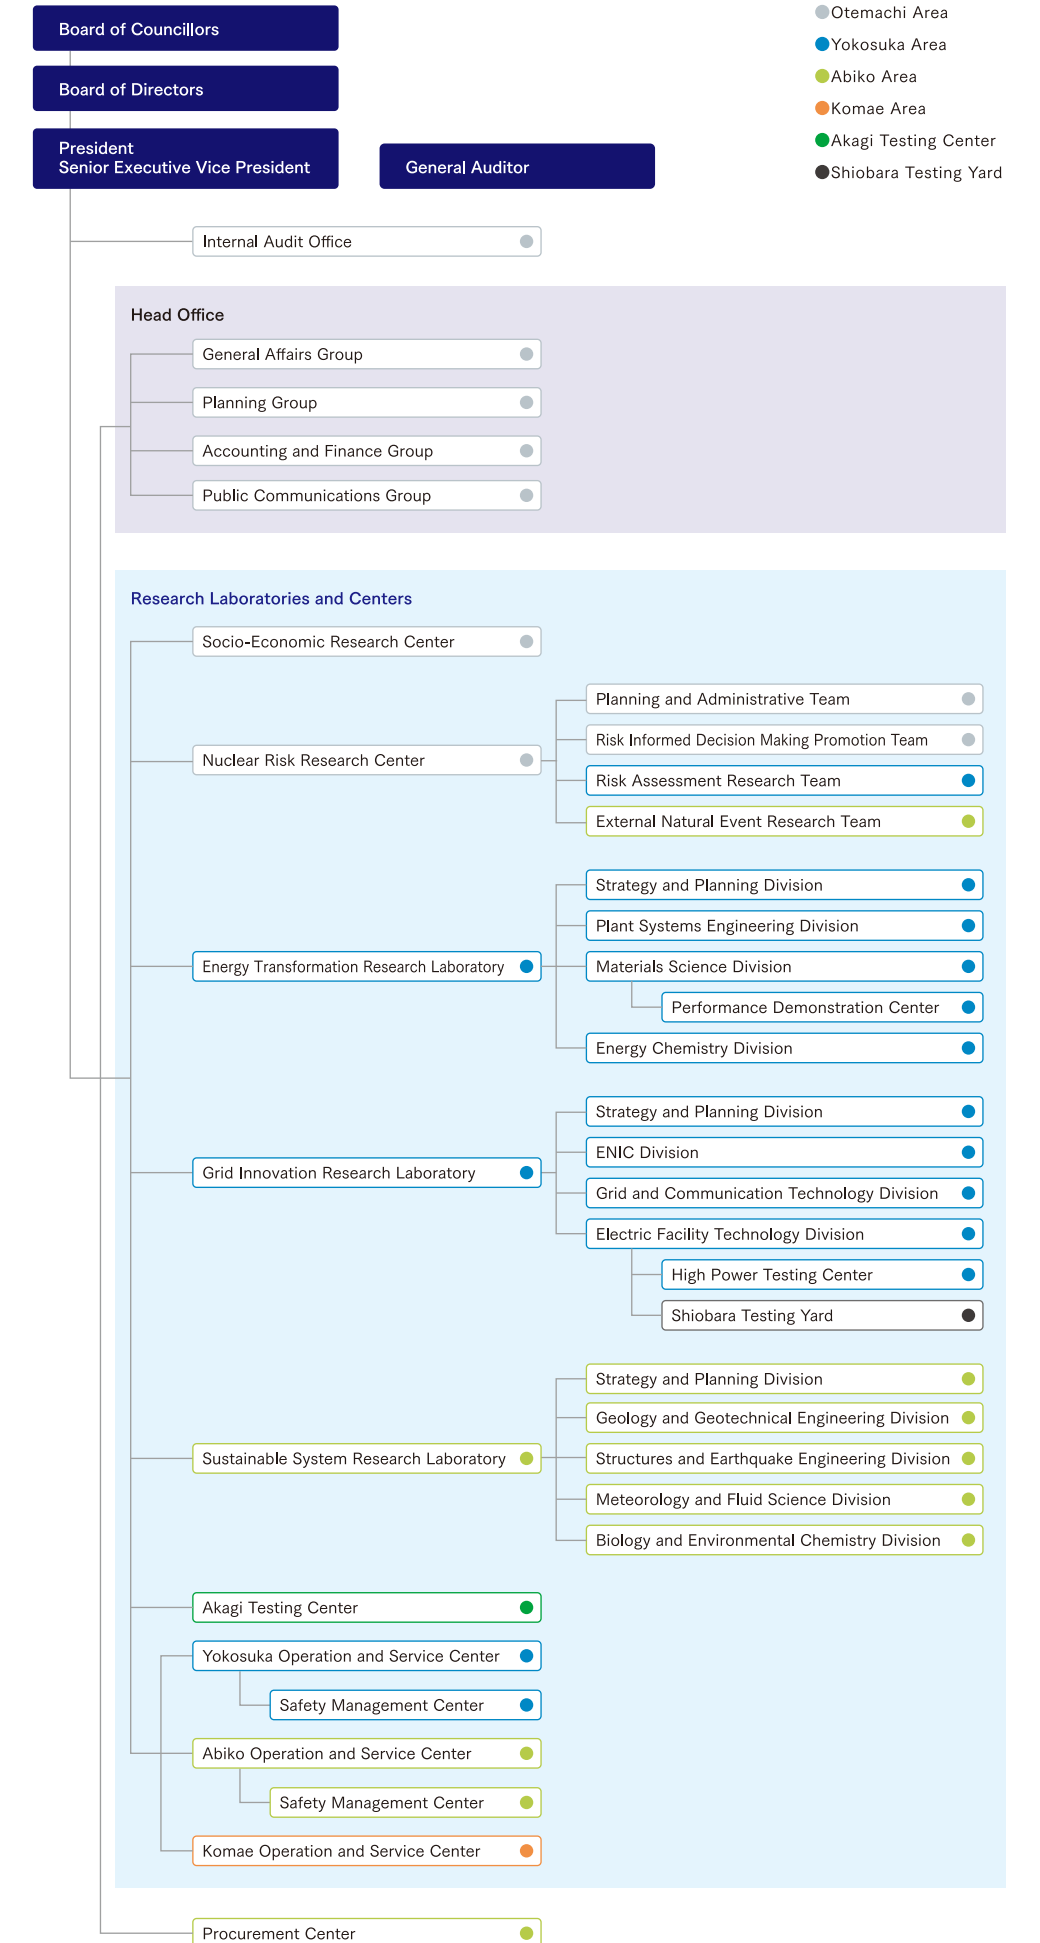 Board of Councillors
Board of Directors
President
Senior Executive Vice President
General Auditor
Otemachi Area
Yokosuka Area
Abiko Area
Komae Area
Akagi Testing Center
Shiobara Testing Yard
Internal Audit Office
Head Office
General Affairs Group
Planning Group
Accounting and Finance Group
Public Communications Group
Research Laboratories and Centers
Socio-Economic Research Center
Nuclear Risk Research Center
Planning and Administrative Team
Risk Informed Decision Making Promotion Team
Risk Assessment Research Team
External Natural Event Research Team
Energy Transformation Research Laboratory
Strategy and Planning Division
Plant Systems Engineering Division
Materials Science Division
Performance Demonstration Center
Energy Chemistry Division
Grid Innovation Research Laboratory
Strategy and Planning Division
ENIC Division
Grid and Communication Technology Division
Electric Facility Technology Division
High Power Testing Center
Shiobara Testing Yard
Sustainable System Research Laboratory
Strategy and Planning Division
Geology and Geotechnical Engineering Division
Structures and Earthquake Engineering Division
Meteorology and Fluid Science Division
Biology and Environmental Chemistry Division
Akagi Testing Center
Yokosuka Operation and Service Center
Safety Management Center
Abiko Operation and Service Center
Safety Management Center
Komae Operation and Service Center
Procurement Center